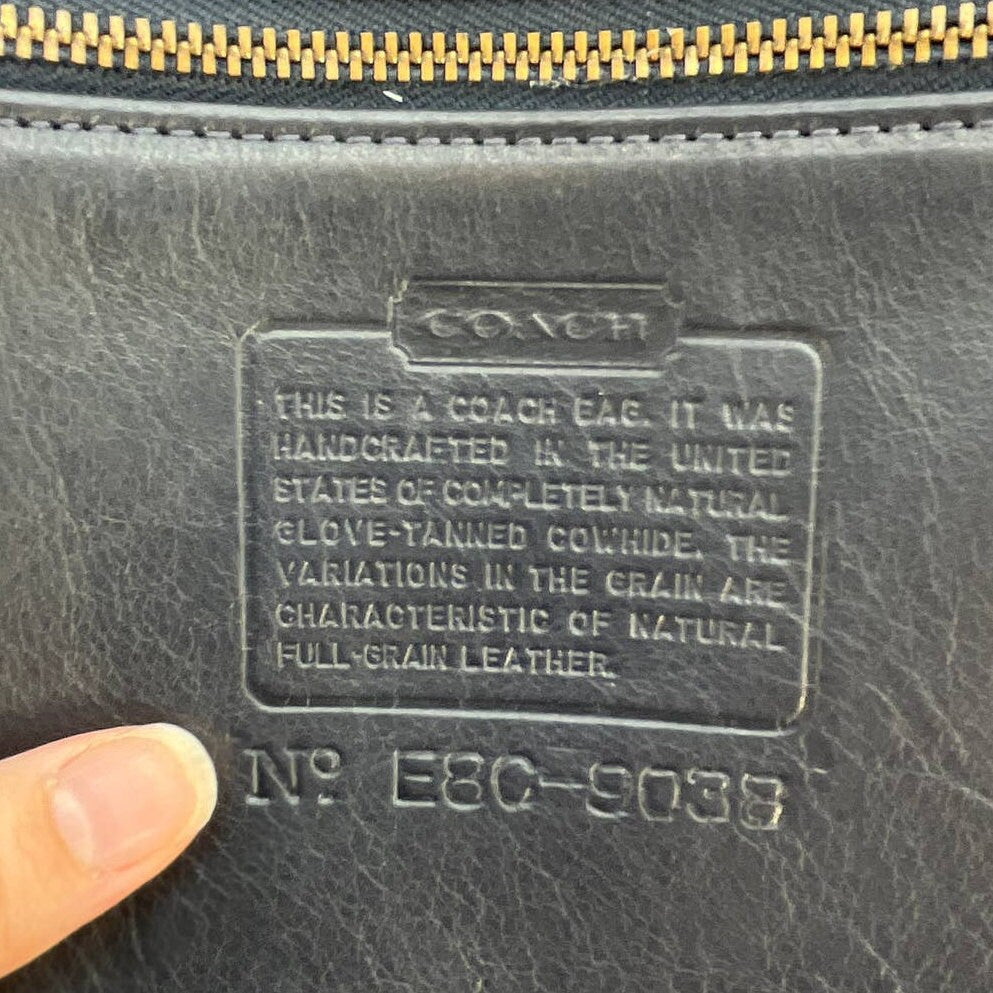 COACH
THIS IS A COACH BAG. IT WAS
HANDCRAFTED IN THE UNITED
STATES OF COMPLETELY NATURAL
GLOVE-TANNED COWHIDE. THE
VARIATIONS IN THE GRAIN ARE
CHARACTERISTIC OF NATURAL
FULL-GRAIN LEATHER.
Nº E8C-9038